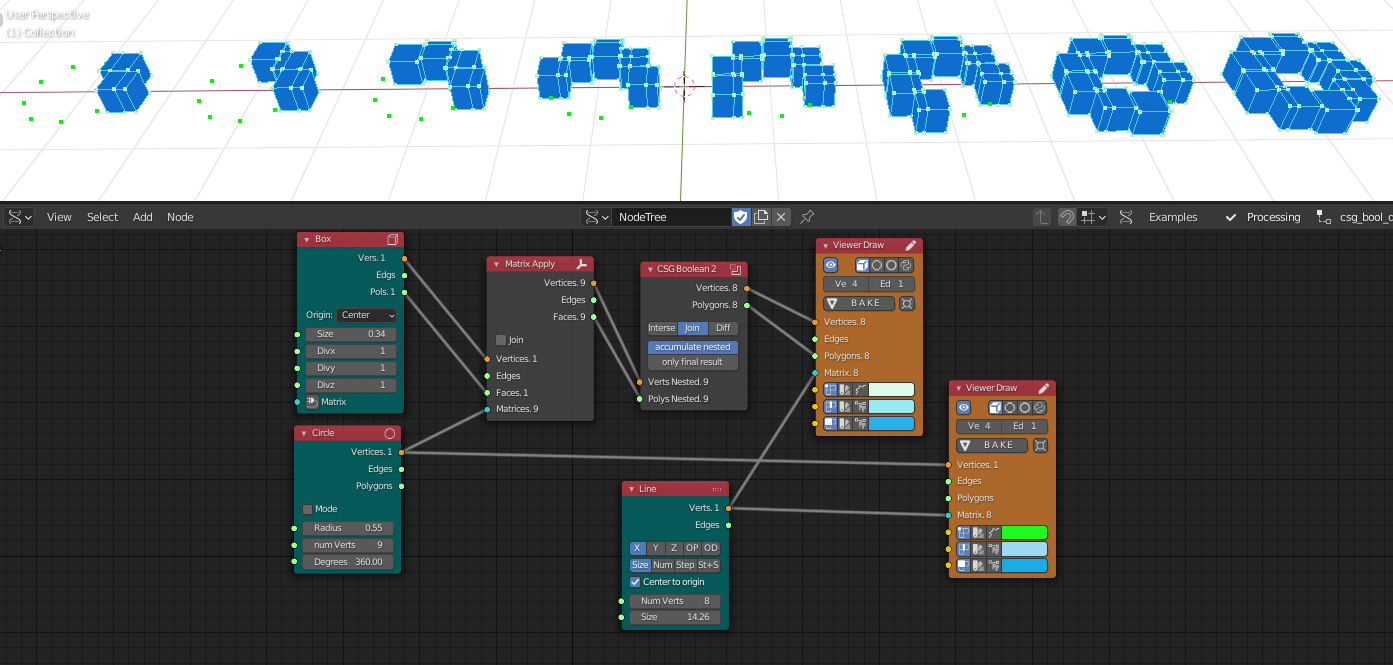 User Perspective
(1) Collection
View Select Add Node NodeTree Examples Processing csg_bool_c
Box
Vers. 1
Edgs
Pols. 1
Origin: Center
Size 0.34
Divx 1
Divy 1
Divz 1
Matrix
Circle
Vertices. 1
Edges
Polygons
Mode
Radius 0.55
num Verts 9
Degrees 360.00
Matrix Apply
Vertices. 9
Edges
Faces. 9
Join
Vertices. 1
Edges
Faces. 1
Matrices. 9
CSG Boolean 2
Vertices. 8
Polygons. 8
Interse Join Diff
accumulate nested
only final result
Verts Nested. 9
Polys Nested. 9
Line
Verts. 1
Edges
X Y Z OP OD
Size Num Step St+S
Center to origin
Num Verts 8
Size 14.26
Viewer Draw
Ve 4 Ed 1
BAKE
Vertices. 8
Edges
Polygons. 8
Matrix. 8
Viewer Draw
Ve 4 Ed 1
BAKE
Vertices. 1
Edges
Polygons
Matrix. 8